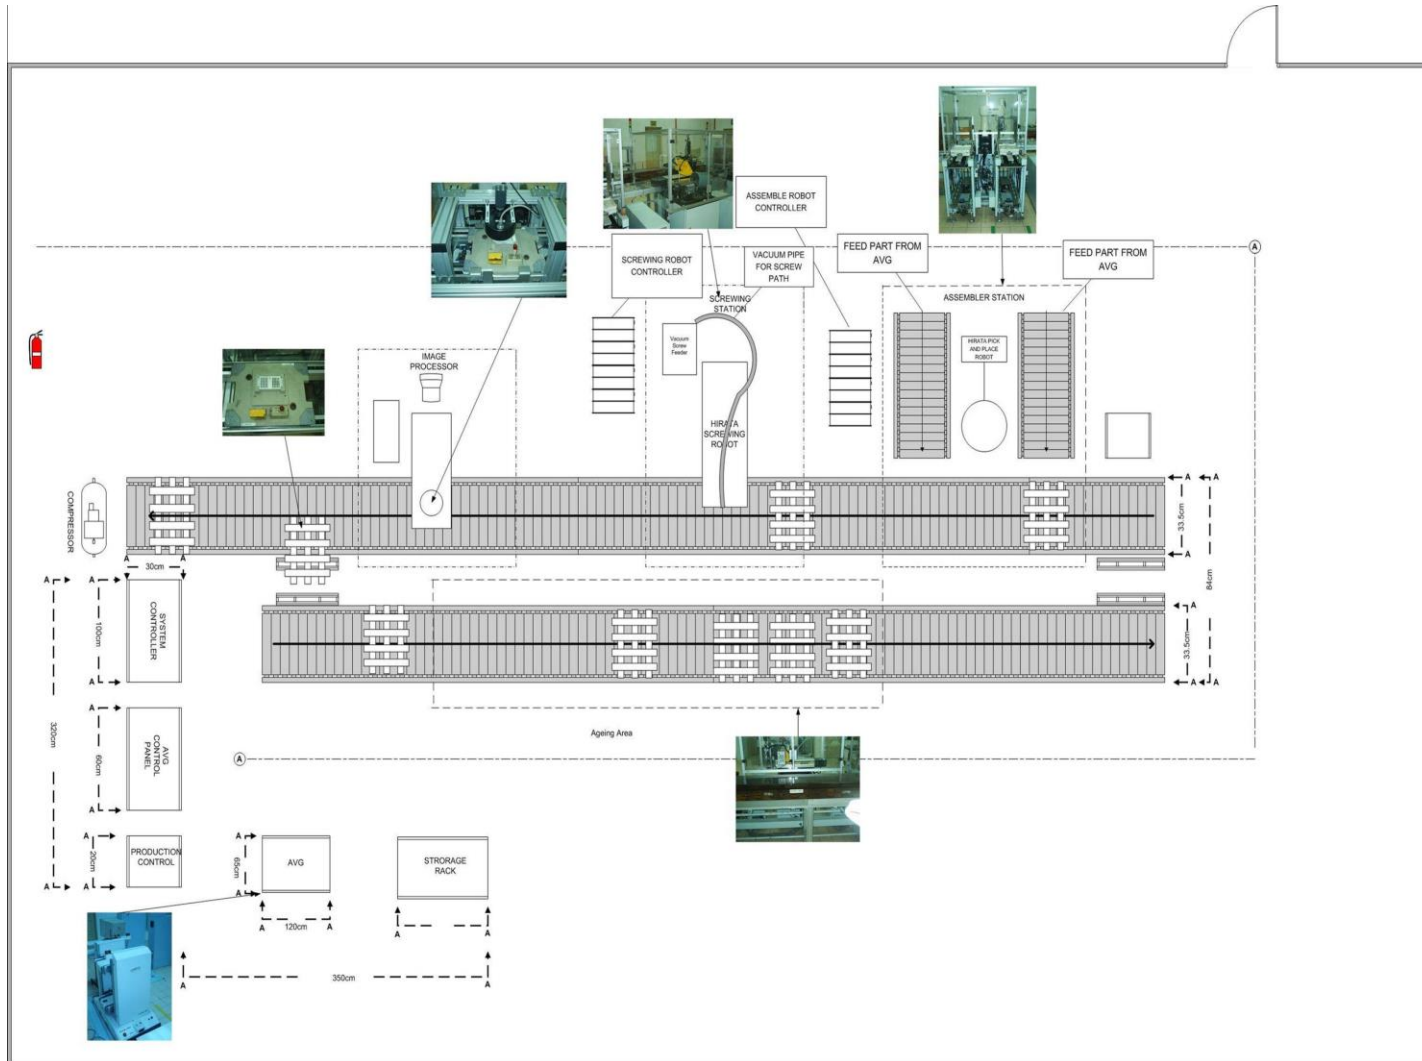 ASSEMBLE ROBOT
CONTROLLER
SCREWING ROBOT
CONTROLLER
VACUUM PIPE
FOR SCREW
PATH
FEED PART FROM
AVG
FEED PART FROM
AVG
A
SCREWING
STATION
ASSEMBLER STATION
Vacuum
Screw
Feeder
HIRATA PICK
AND PLACE
ROBOT
IMAGE
PROCESSOR
HIRATA
SCREWING
ROBOT
COMPRESSOR
A
A
33.5cm
A
A
84cm
A
A
30cm
A
A
33.5cm
A
A
A
A
100cm
A
SYSTEM
CONTROLLER
A
320cm
A
A
60cm
A
AVG
CONTROL
PANEL
Ageing Area
A
A
20cm
A
PRODUCTION
CONTROL
A
65cm
A
AVG
STRORAGE
RACK
A
120cm
A
A
A
A
350cm
A